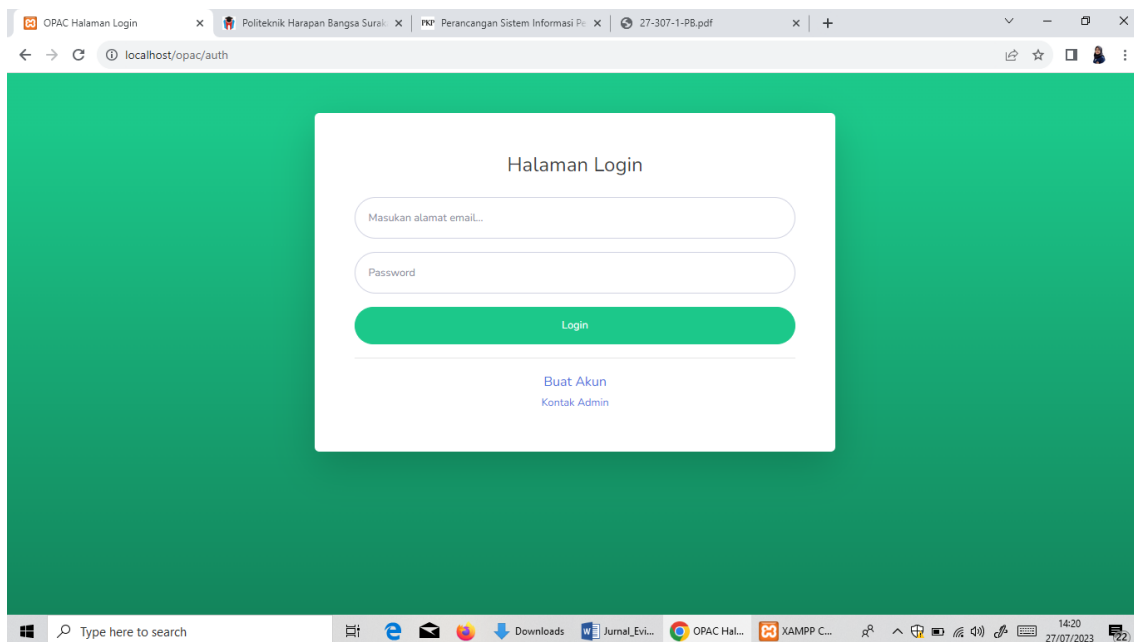 OPAC Halaman Login
Politeknik Harapan Bangsa Surak
PKP Perancangan Sistem Informasi Pe
27-307-1-PB.pdf
localhost/opac/auth
Halaman Login
Masukan alamat email...
Password
Login
Buat Akun
Kontak Admin
Type here to search
Downloads
Jurnal_Evi...
OPAC Hal...
XAMPP C...
14:20
27/07/2023
22